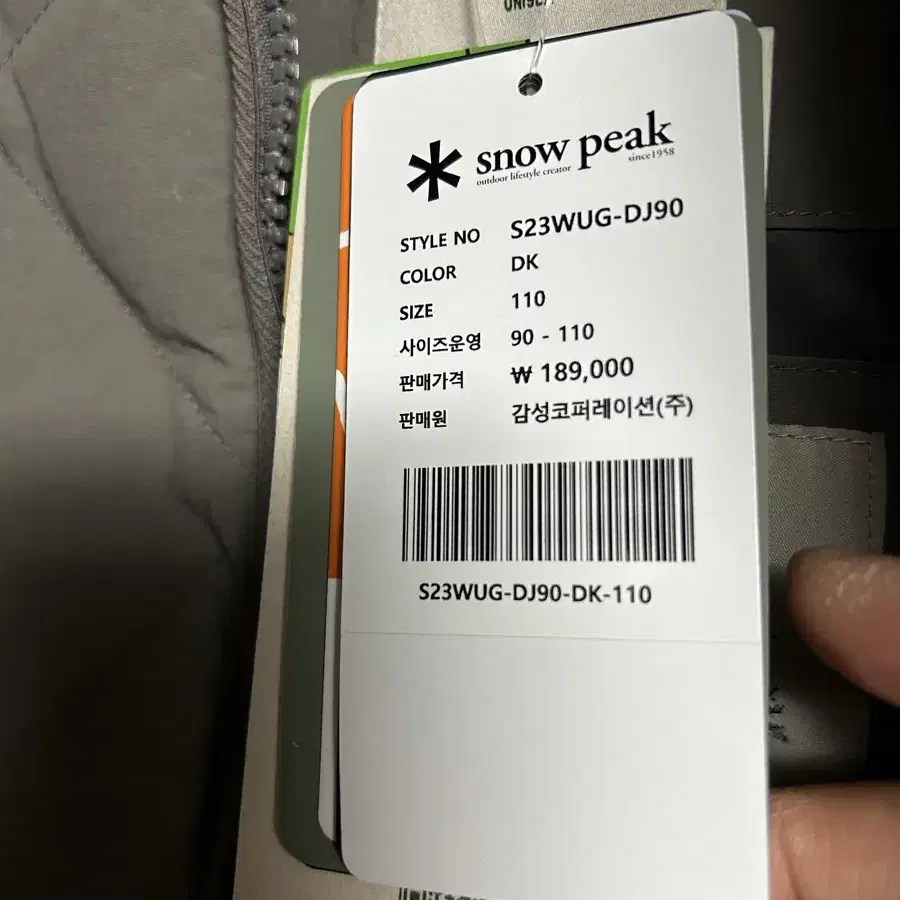 UNISEX
snow peak
outdoor lifestyle creator since1958
STYLE NO S23WUG-DJ90
COLOR DK
SIZE 110
사이즈운영 90 - 110
판매가격 ₩ 189,000
판매원 감성코퍼레이션(주)
S23WUG-DJ90-DK-110